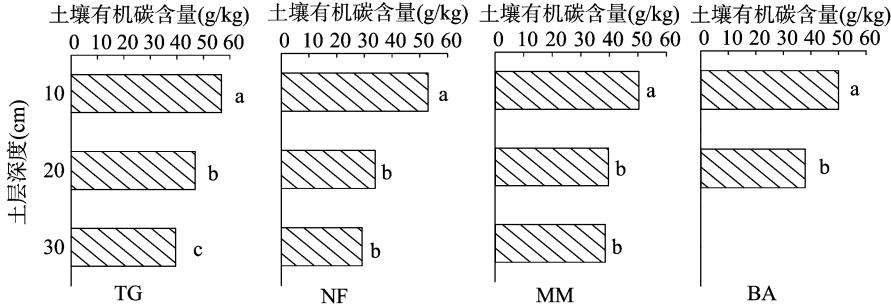 土壤有机碳含量(g/kg) 土壤有机碳含量(g/kg) 土壤有机碳含量(g/kg) 土壤有机碳含量(g/kg)
0 10 20 30 40 50 60 0 10 20 30 40 50 60 0 10 20 30 40 50 60 0 10 20 30 40 50 60
土层深度(cm)
10 a a a a
20 b b b b
30 c b b
TG NF MM BA